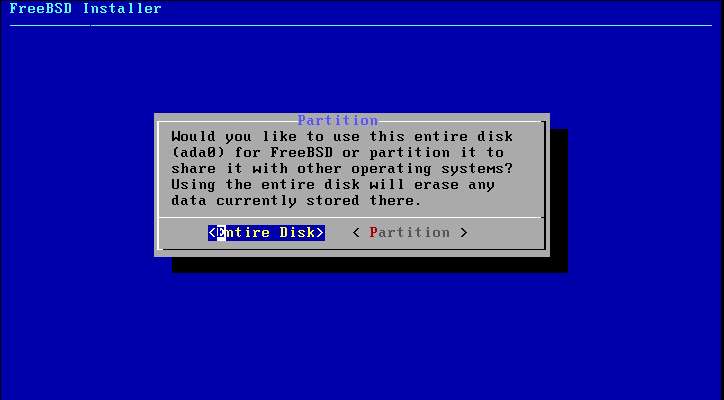 FreeBSD Installer
Partition
Would you like to use this entire disk
(ada0) for FreeBSD or partition it to
share it with other operating systems?
Using the entire disk will erase any
data currently stored there.
<Entire Disk> < Partition >